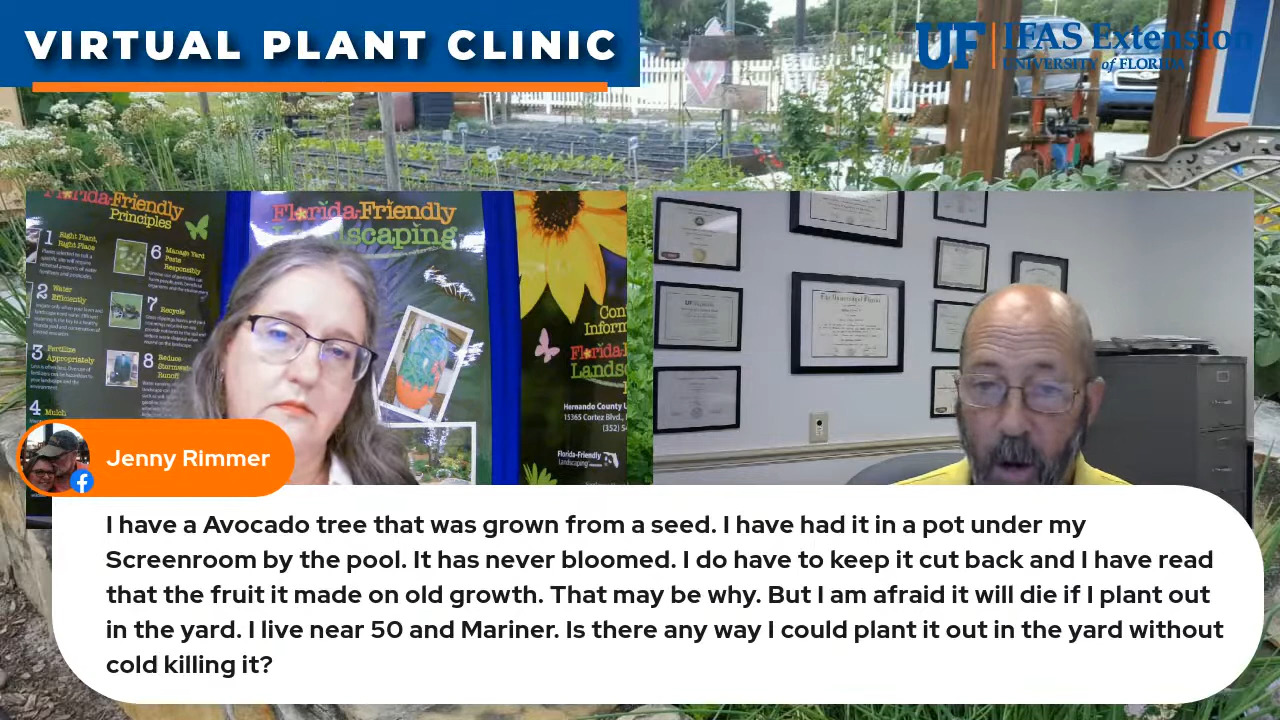 VIRTUAL PLANT CLINIC
UF IFAS Extension
UNIVERSITY of FLORIDA
Florida-Friendly
Principles
1 Right Plant,
Right Place
2 Water
Efficiently
3 Fertilize
Appropriately
4 Mulch
6 Manage Yard
Pests
Responsibly
7 Recycle
8 Reduce
Stormwater
Runoff
Florida-Friendly
Landscaping
Hernando County
15365 Cortez Blvd.,
(352)
Florida-Friendly
Landscaping
Jenny Rimmer
I have a Avocado tree that was grown from a seed. I have had it in a pot under my
Screenroom by the pool. It has never bloomed. I do have to keep it cut back and I have read
that the fruit it made on old growth. That may be why. But I am afraid it will die if I plant out
in the yard. I live near 50 and Mariner. Is there any way I could plant it out in the yard without
cold killing it?